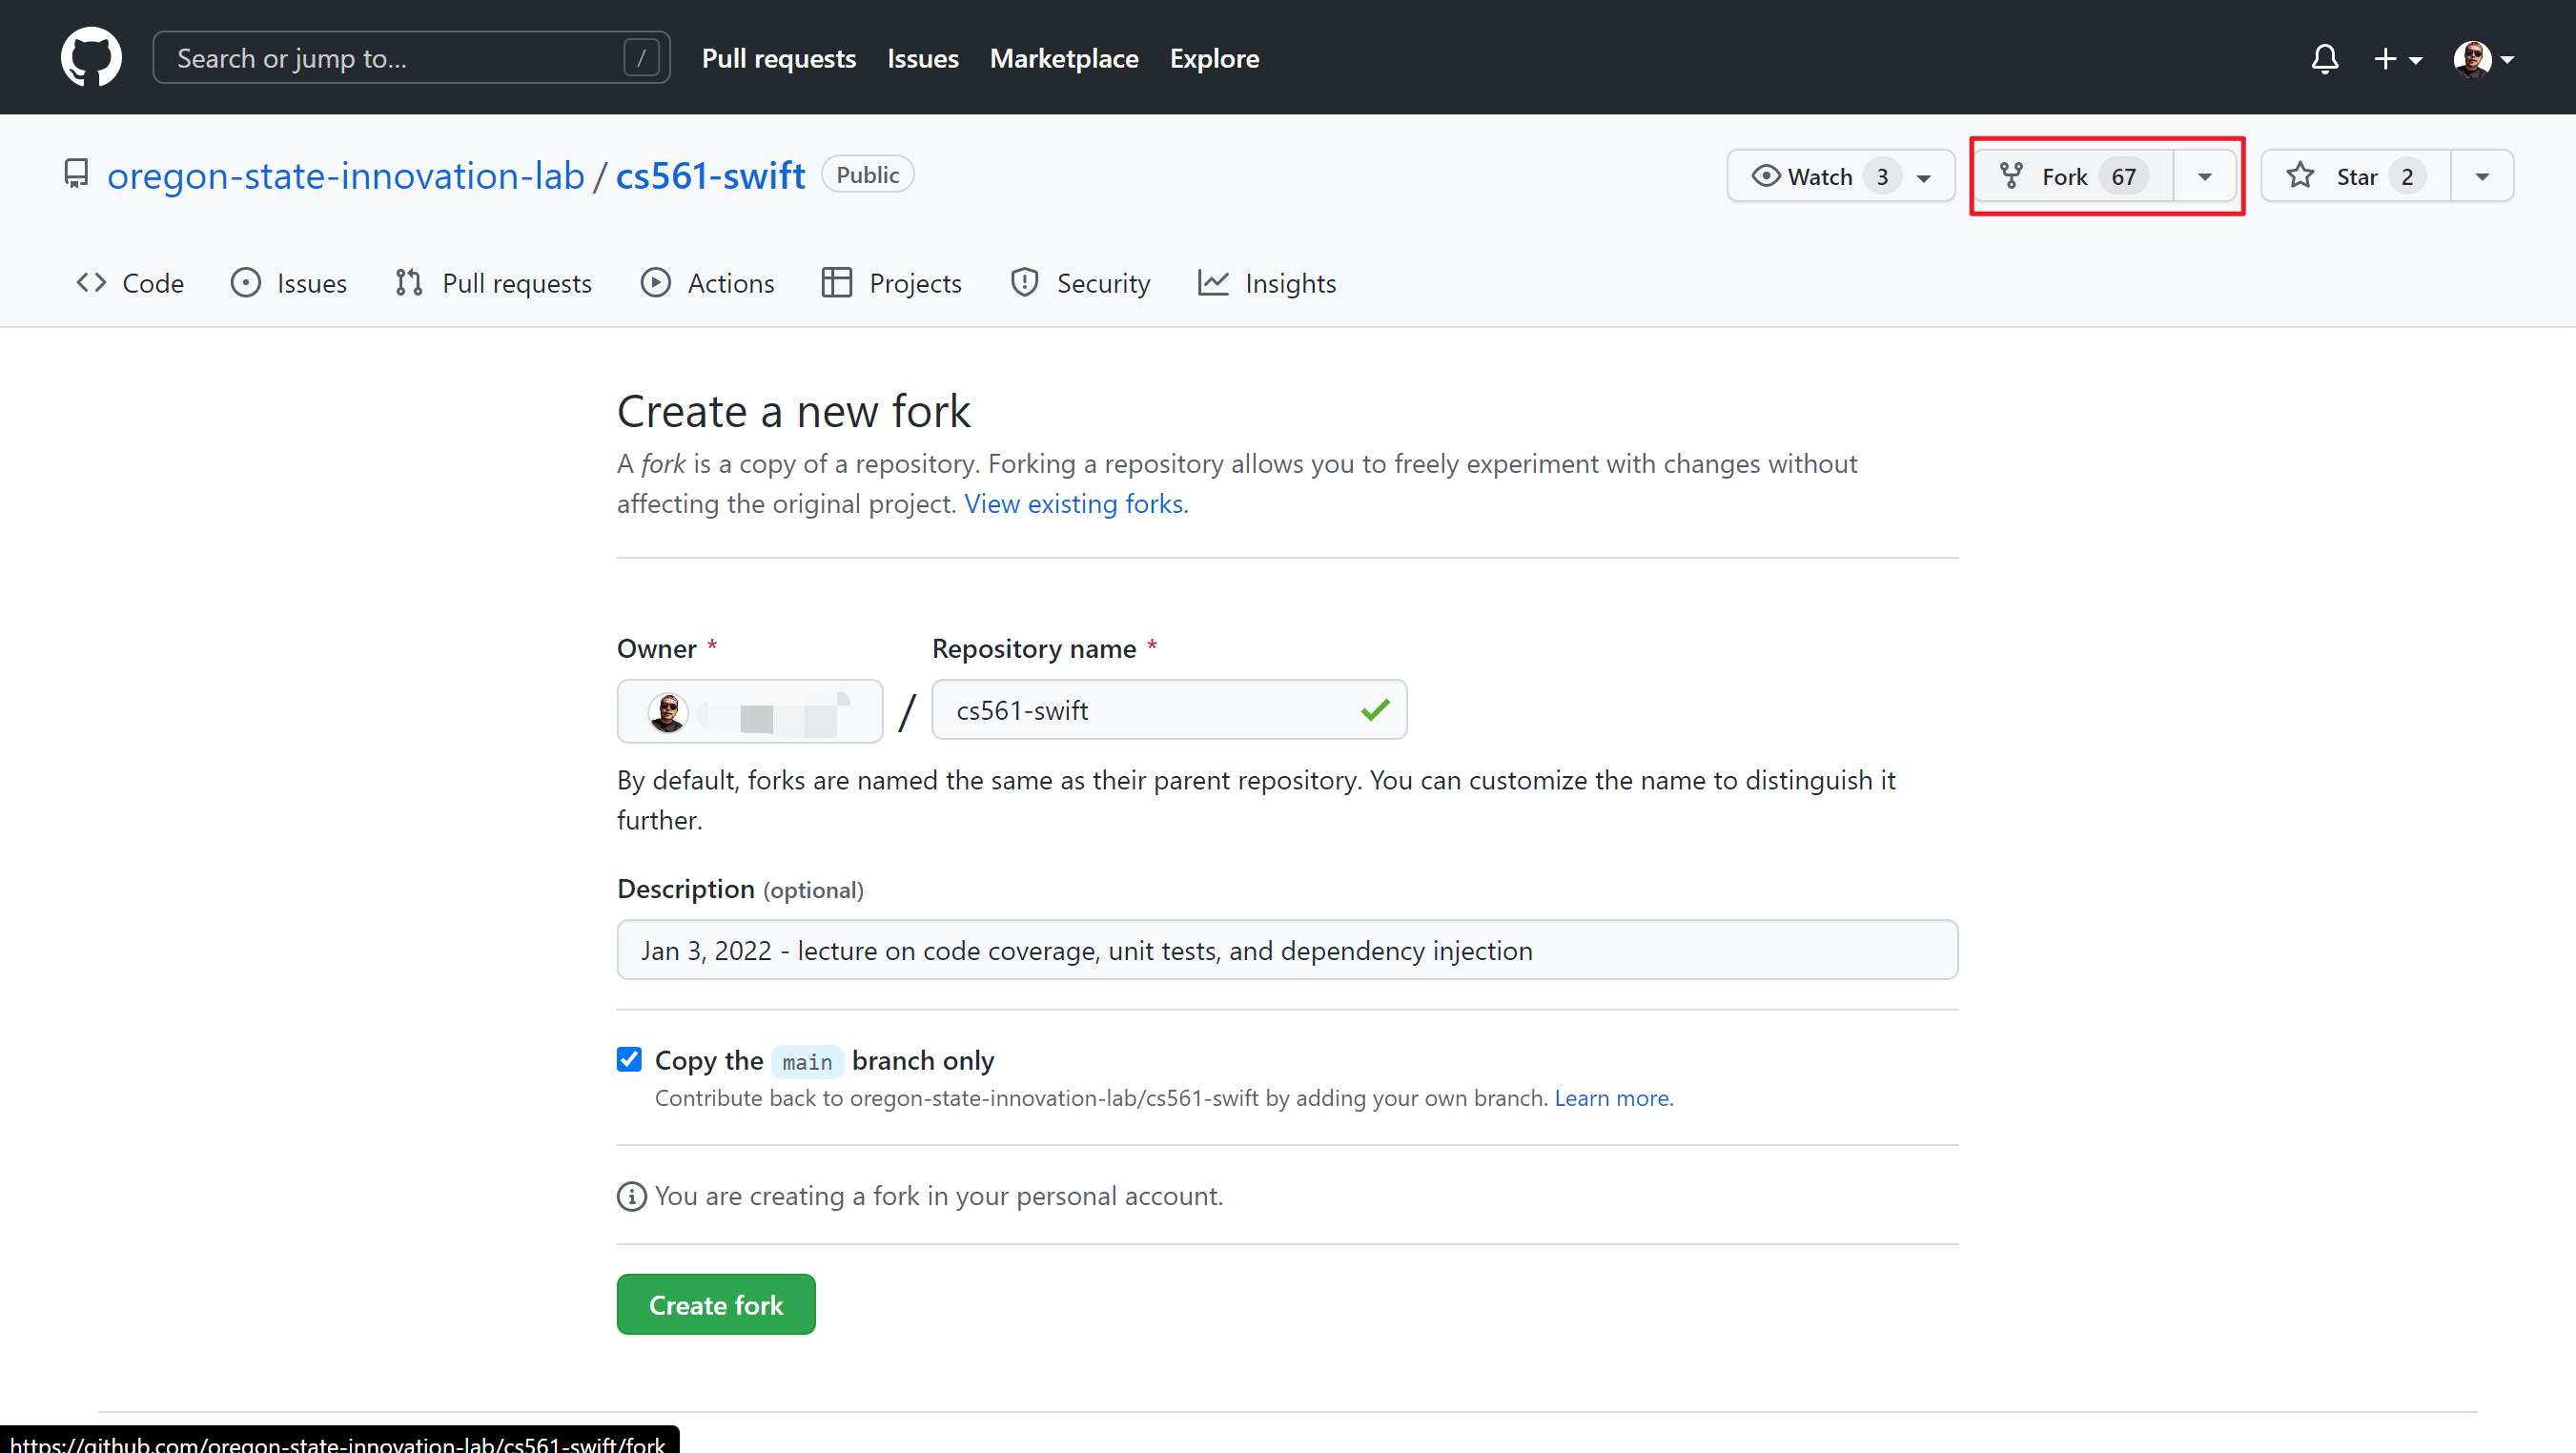 Search or jump to... / Pull requests Issues Marketplace Explore
oregon-state-innovation-lab / cs561-swift Public Watch 3 Fork 67 Star 2
Code Issues Pull requests Actions Projects Security Insights
Create a new fork
A fork is a copy of a repository. Forking a repository allows you to freely experiment with changes without
affecting the original project. View existing forks.
Owner * Repository name *
/ cs561-swift
By default, forks are named the same as their parent repository. You can customize the name to distinguish it
further.
Description (optional)
Jan 3, 2022 - lecture on code coverage, unit tests, and dependency injection
Copy the main branch only
Contribute back to oregon-state-innovation-lab/cs561-swift by adding your own branch. Learn more.
You are creating a fork in your personal account.
Create fork
https://github.com/oregon-state-innovation-lab/cs561-swift/fork